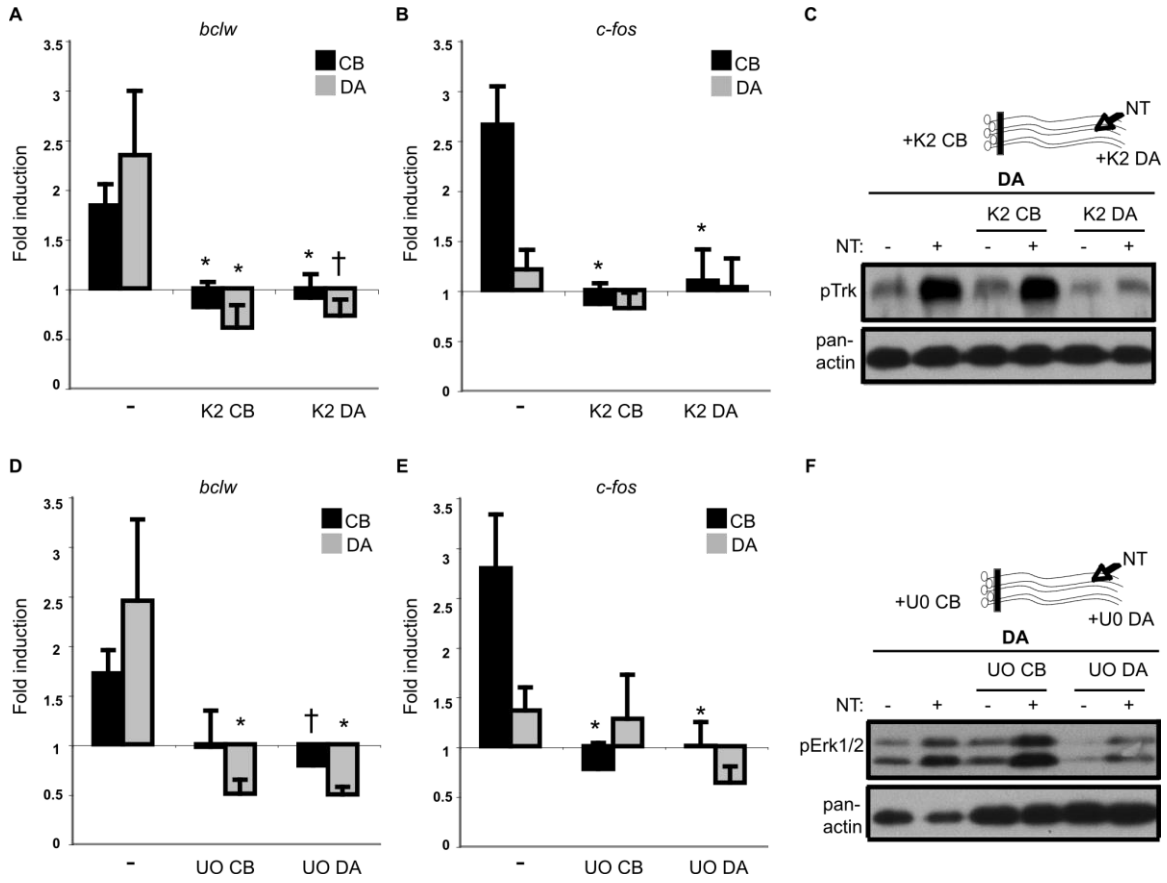 A
bclw
3.5
3
2.5
2
1.5
1
0.5
0
Fold induction
CB
DA
* * * †
- K2 CB K2 DA
B
c-fos
3.5
3
2.5
2
1.5
1
0.5
0
Fold induction
CB
DA
* *
- K2 CB K2 DA
C
NT
+K2 CB
+K2 DA
DA
K2 CB K2 DA
NT: - + - + - +
pTrk
pan-
actin
D
bclw
3.5
3
2.5
2
1.5
1
0.5
0
Fold induction
CB
DA
* † *
- UO CB UO DA
E
c-fos
3.5
3
2.5
2
1.5
1
0.5
0
Fold induction
CB
DA
* *
- UO CB UO DA
F
NT
+U0 CB
+U0 DA
DA
UO CB UO DA
NT: - + - + - +
pErk1/2
pan-
actin